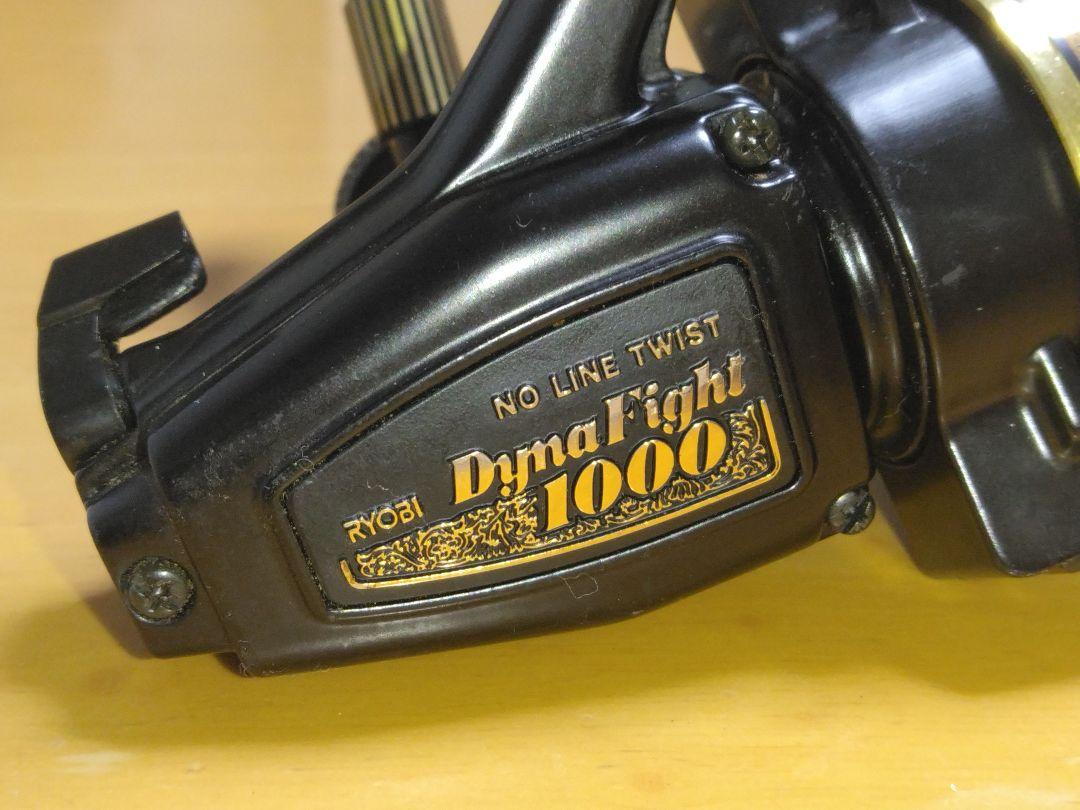 NO LINE TWIST
DynaFight
1000
RYOBI